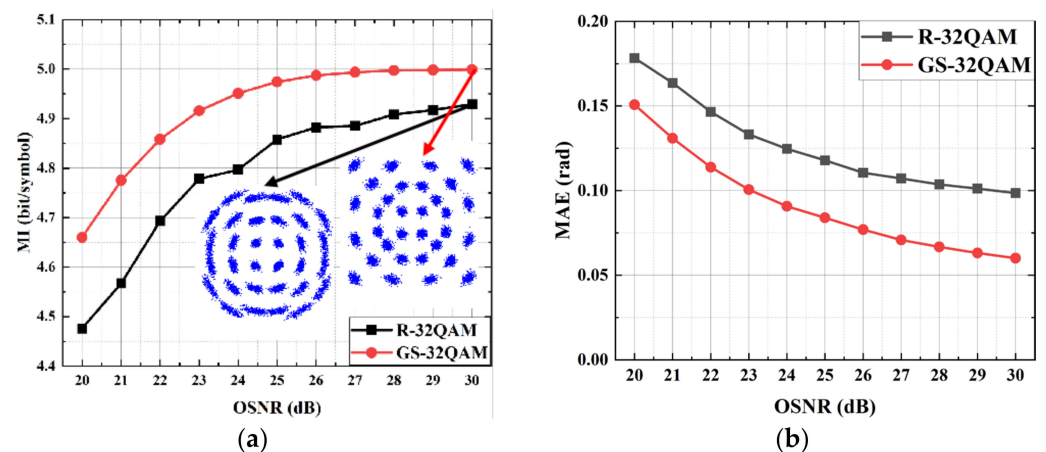 5.1
5.0
4.9
4.8
4.7
4.6
4.5
4.4
MI (bit/symbol)
R-32QAM
GS-32QAM
20 21 22 23 24 25 26 27 28 29 30
OSNR (dB)
(a)
0.20
0.15
0.10
0.05
0.00
MAE (rad)
R-32QAM
GS-32QAM
20 21 22 23 24 25 26 27 28 29 30
OSNR (dB)
(b)